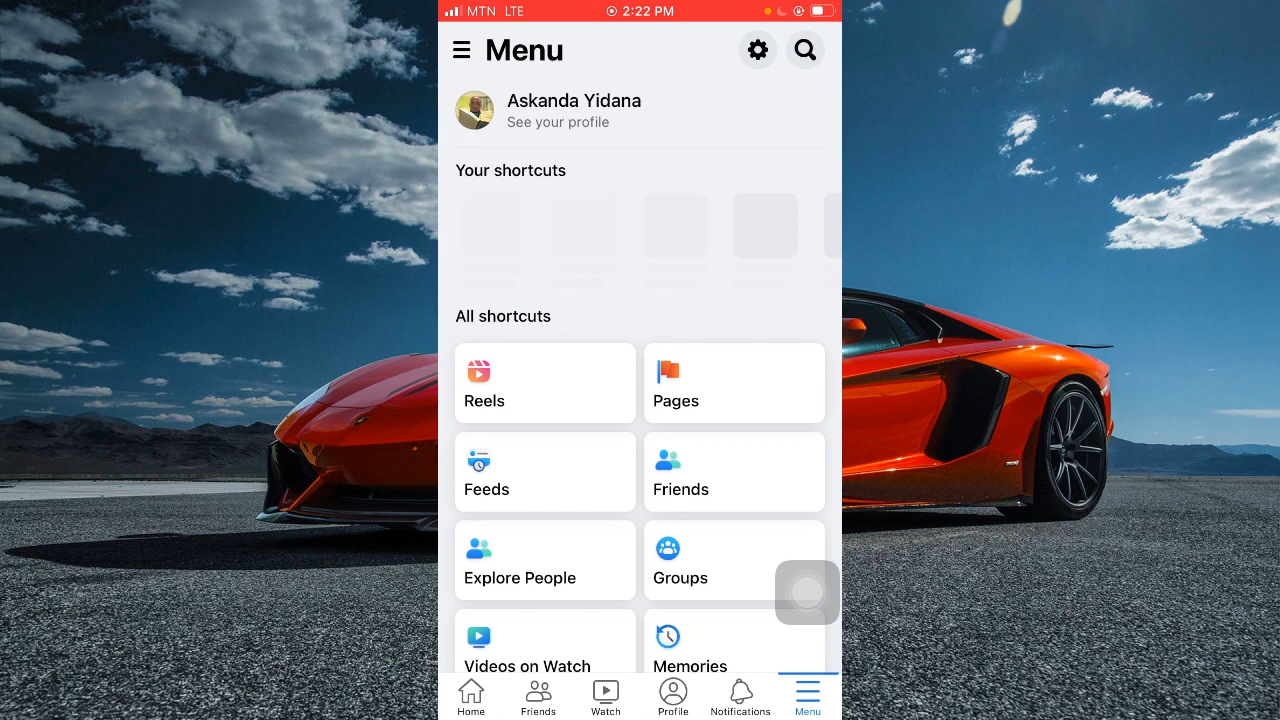 MTN LTE 2:22 PM
Menu
Askanda Yidana
See your profile
Your shortcuts
All shortcuts
Reels
Pages
Feeds
Friends
Explore People
Groups
Videos on Watch
Memories
Home Friends Watch Profile Notifications Menu